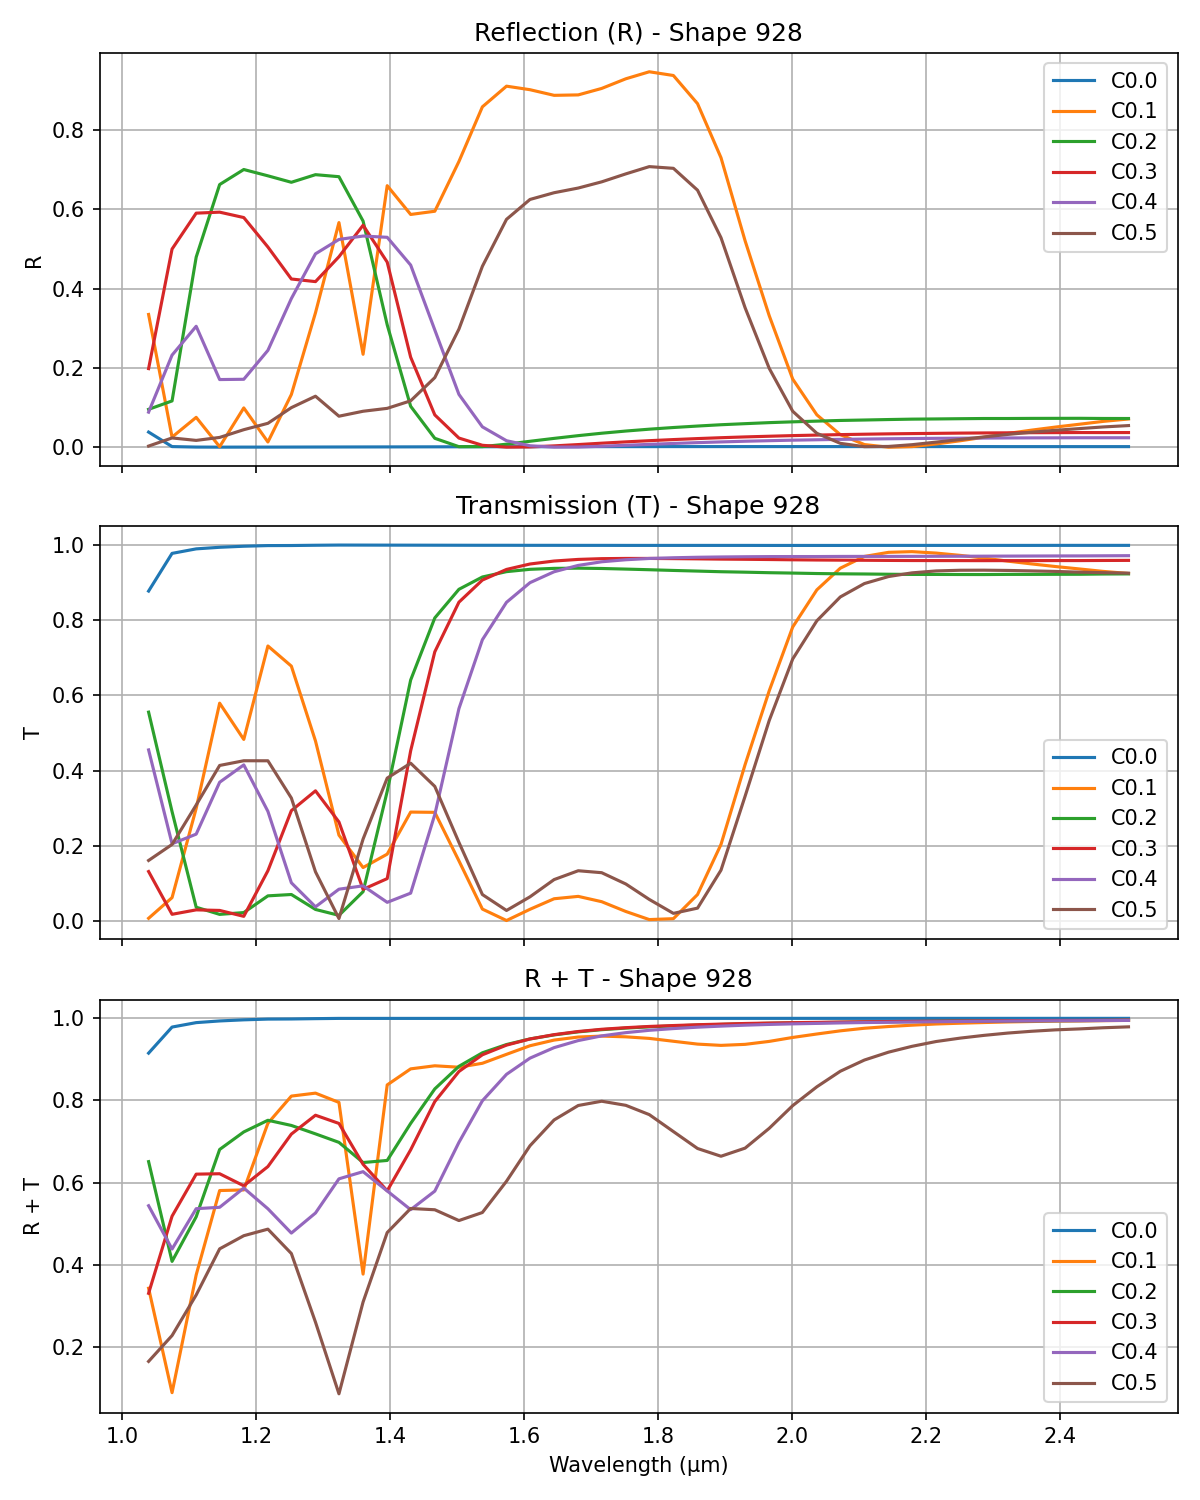 Reflection (R) - Shape 928
R
0.8
0.6
0.4
0.2
0.0
C0.0
C0.1
C0.2
C0.3
C0.4
C0.5
Transmission (T) - Shape 928
T
1.0
0.8
0.6
0.4
0.2
0.0
C0.0
C0.1
C0.2
C0.3
C0.4
C0.5
R + T - Shape 928
R + T
1.0
0.8
0.6
0.4
0.2
C0.0
C0.1
C0.2
C0.3
C0.4
C0.5
1.0 1.2 1.4 1.6 1.8 2.0 2.2 2.4
Wavelength (μm)